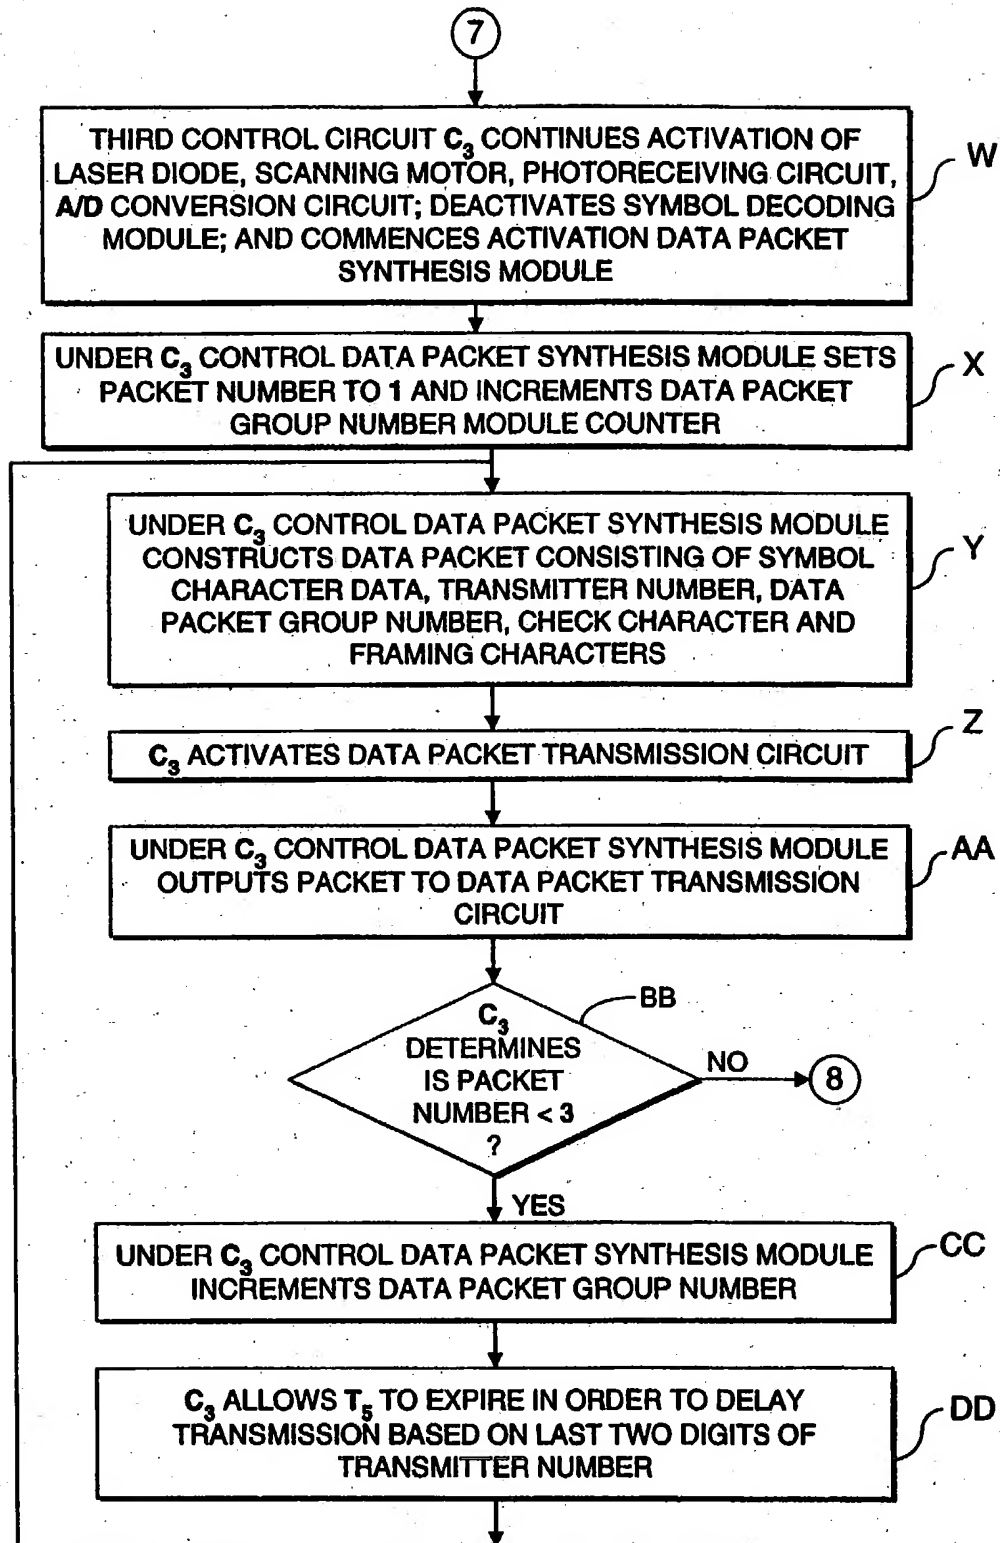 7
THIRD CONTROL CIRCUIT C₃ CONTINUES ACTIVATION OF
LASER DIODE, SCANNING MOTOR, PHOTORECEIVING CIRCUIT,
A/D CONVERSION CIRCUIT; DEACTIVATES SYMBOL DECODING
MODULE; AND COMMENCES ACTIVATION DATA PACKET
SYNTHESIS MODULE
W
UNDER C₃ CONTROL DATA PACKET SYNTHESIS MODULE SETS
PACKET NUMBER TO 1 AND INCREMENTS DATA PACKET
GROUP NUMBER MODULE COUNTER
X
UNDER C₃ CONTROL DATA PACKET SYNTHESIS MODULE
CONSTRUCTS DATA PACKET CONSISTING OF SYMBOL
CHARACTER DATA, TRANSMITTER NUMBER, DATA
PACKET GROUP NUMBER, CHECK CHARACTER AND
FRAMING CHARACTERS
Y
C₃ ACTIVATES DATA PACKET TRANSMISSION CIRCUIT
Z
UNDER C₃ CONTROL DATA PACKET SYNTHESIS MODULE
OUTPUTS PACKET TO DATA PACKET TRANSMISSION
CIRCUIT
AA
C₃
DETERMINES
IS PACKET
NUMBER < 3
?
BB
NO
8
YES
UNDER C₃ CONTROL DATA PACKET SYNTHESIS MODULE
INCREMENTS DATA PACKET GROUP NUMBER
CC
C₃ ALLOWS T₅ TO EXPIRE IN ORDER TO DELAY
TRANSMISSION BASED ON LAST TWO DIGITS OF
TRANSMITTER NUMBER
DD